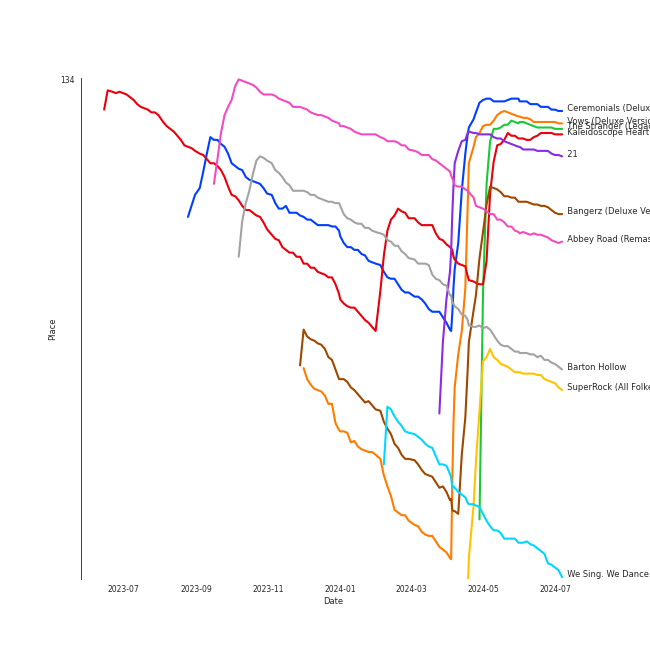 134
Place
Ceremonials (Delux
Vows (Deluxe Versio
The Stranger (Lega
Kaleidoscope Heart
21
Bangerz (Deluxe Ve
Abbey Road (Remas
Barton Hollow
SuperRock (All Folke
We Sing. We Dance.
2023-07 2023-09 2023-11 2024-01 2024-03 2024-05 2024-07
Date